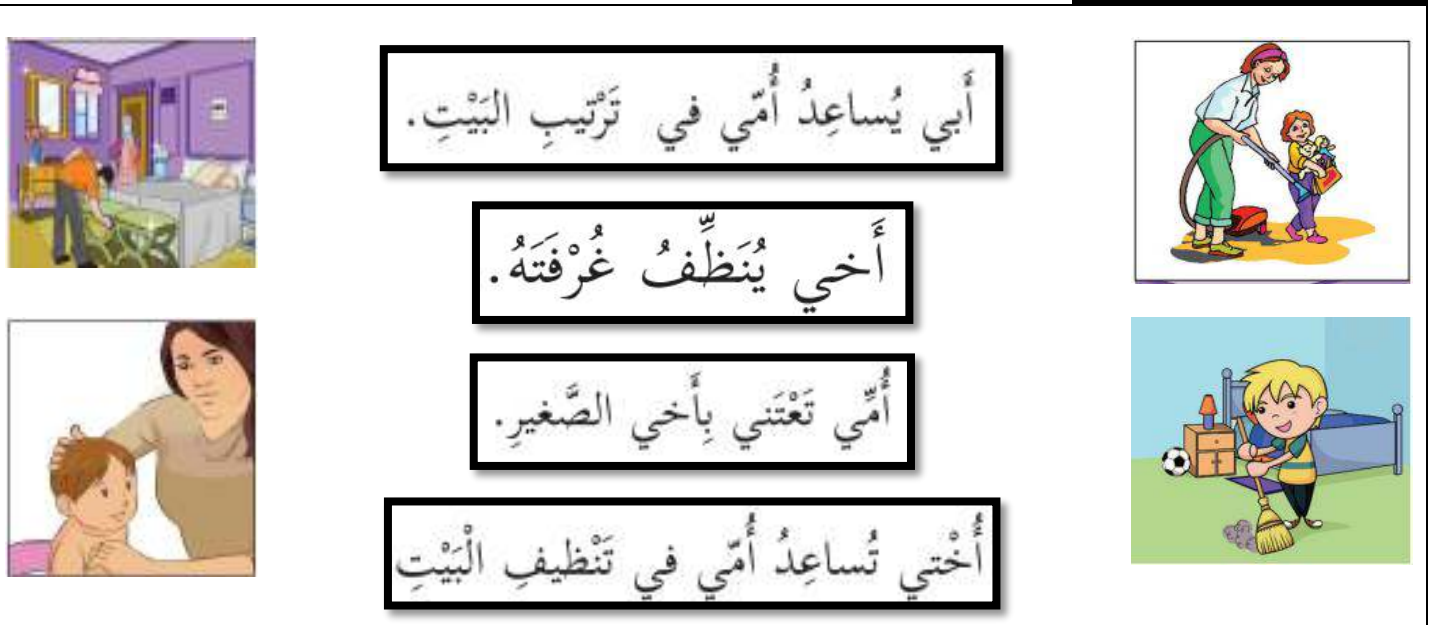 أَبي يُساعِدُ أُمّي في تَرْتيبِ البَيْتِ.
أَخي يُنَظِّفُ غُرْفَتَهُ.
أُمِّي تَعْتَني بِأَخي الصَّغيرِ.
أُخْتي تُساعِدُ أُمّي في تَنْظيفِ الْبَيْتِ